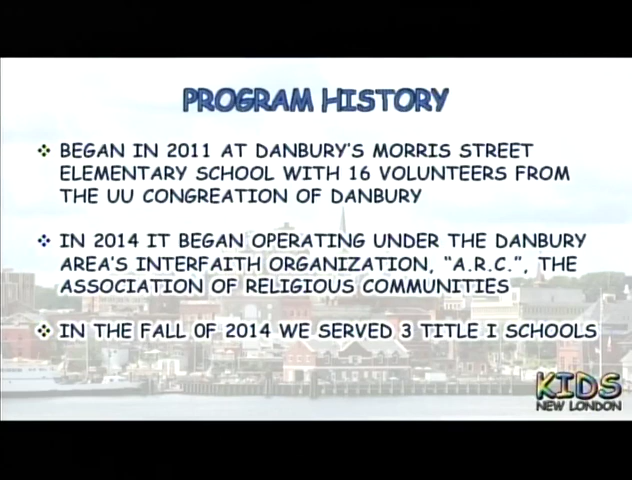 PROGRAM HISTORY
BEGAN IN 2011 AT DANBURY'S MORRIS STREET
ELEMENTARY SCHOOL WITH 16 VOLUNTEERS FROM
THE UU CONGREATION OF DANBURY
IN 2014 IT BEGAN OPERATING UNDER THE DANBURY
AREA'S INTERFAITH ORGANIZATION, "A.R.C.", THE
ASSOCIATION OF RELIGIOUS COMMUNITIES
IN THE FALL OF 2014 WE SERVED 3 TITLE I SCHOOLS
KIDS
NEW LONDON